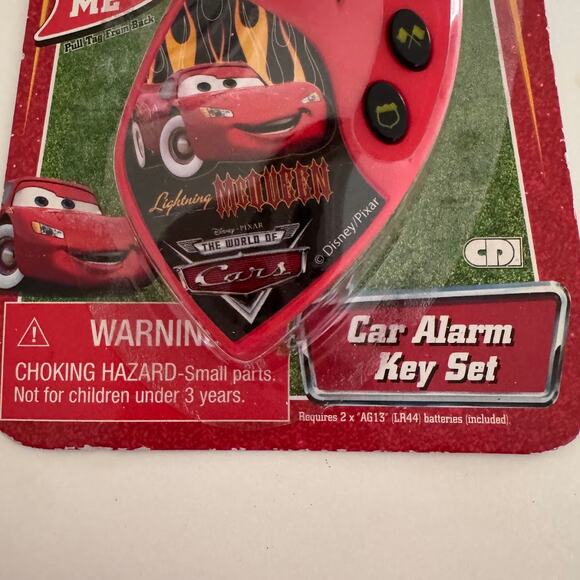 ME
Pull Tag From Back
Lightning McQUEEN
Disney · PIXAR
THE WORLD OF
Cars
© Disney/Pixar
CDI
Car Alarm
Key Set
⚠ WARNIN
CHOKING HAZARD-Small parts.
Not for children under 3 years.
Requires 2 x "AG13" (LR44) batteries (included).